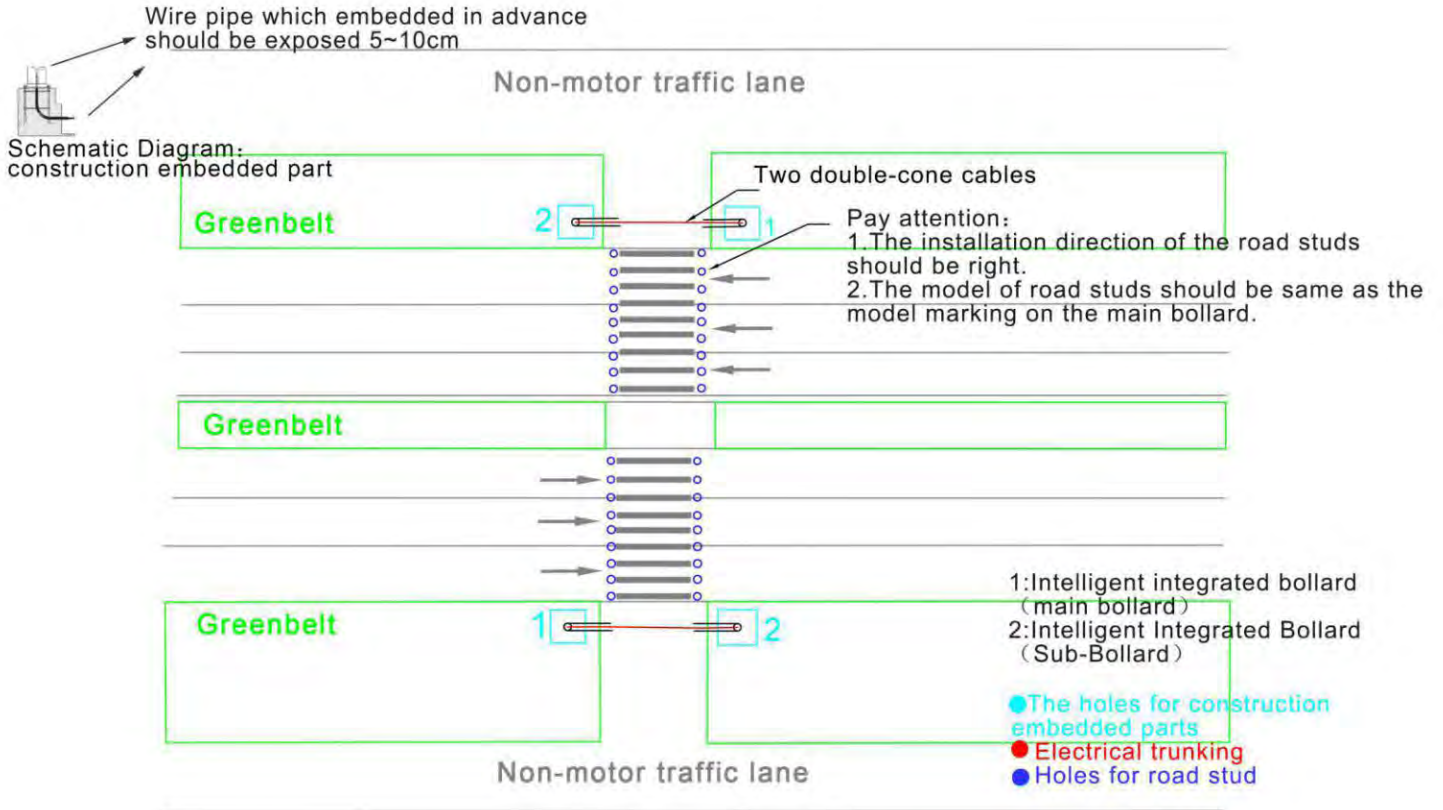 Wire pipe which embedded in advance
should be exposed 5~10cm
Non-motor traffic lane
Schematic Diagram:
construction embedded part
Two double-cone cables
Greenbelt
2
1
Pay attention:
1.The installation direction of the road studs
should be right.
2.The model of road studs should be same as the
model marking on the main bollard.
Greenbelt
Greenbelt
1
2
1:Intelligent integrated bollard
(main bollard)
2:Intelligent Integrated Bollard
(Sub-Bollard)
The holes for construction
embedded parts
Electrical trunking
Holes for road stud
Non-motor traffic lane